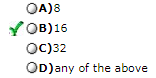 A)8
B)16
C)32
D)any of the above